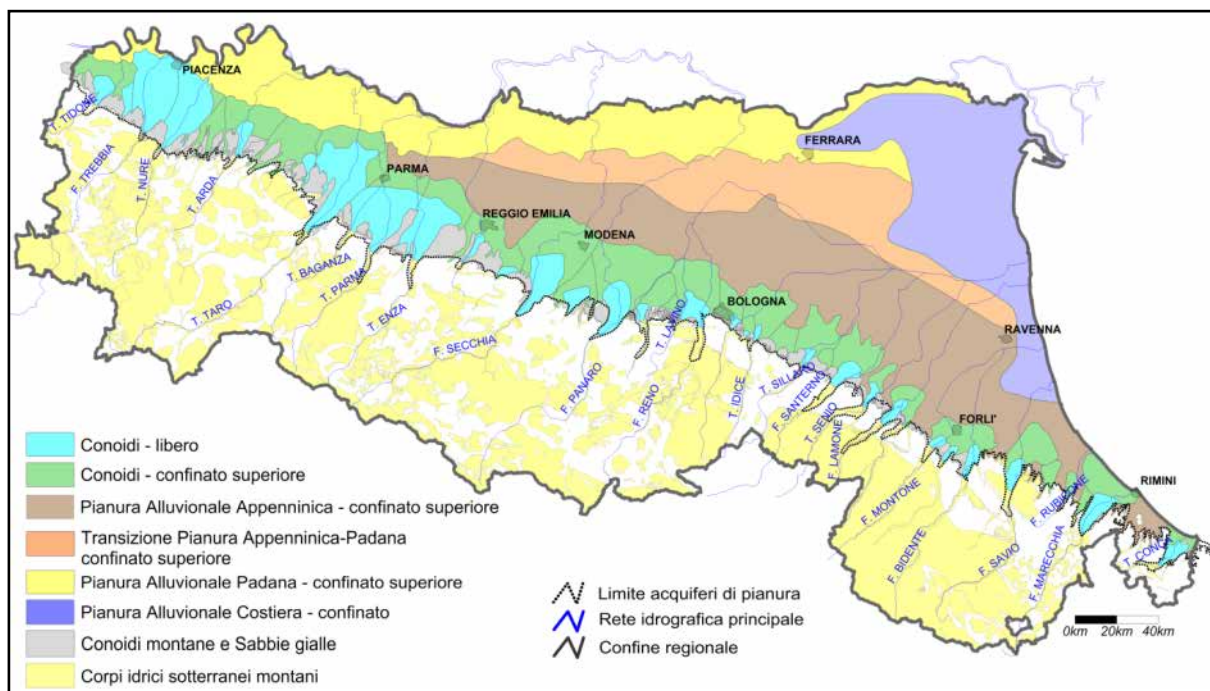 PIACENZA
T. TIDONE
F. TREBBIA
T. NURE
T. ARDA
PARMA
FERRARA
REGGIO EMILIA
MODENA
T. BAGANZA
T. PARMA
T. TARO
T. ENZA
F. SECCHIA
BOLOGNA
T. LAVINO
RAVENNA
F. PANARO
F. RENO
T. IDICE
T. SILLARO
F. SANTERNO
T. SENIO
F. LAMONE
FORLI'
F. MONTONE
F. BIDENTE
F. SAVIO
F. RUBICONE
F. MARECCHIA
RIMINI
T. CONCA
Conoidi - libero
Conoidi - confinato superiore
Pianura Alluvionale Appenninica - confinato superiore
Transizione Pianura Appenninica-Padana
confinato superiore
Pianura Alluvionale Padana - confinato superiore
Pianura Alluvionale Costiera - confinato
Conoidi montane e Sabbie gialle
Corpi idrici sotterranei montani
Limite acquiferi di pianura
Rete idrografica principale
Confine regionale
0km 20km 40km